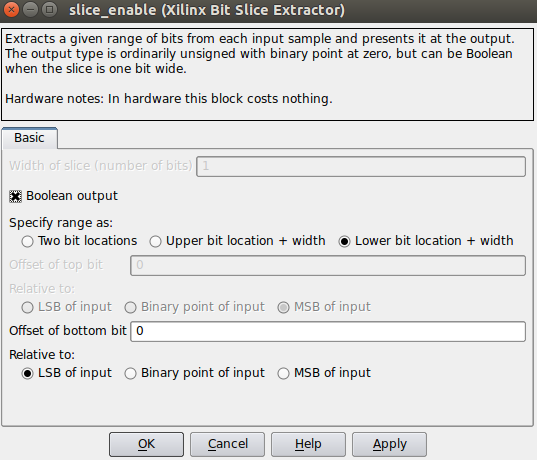 slice_enable (Xilinx Bit Slice Extractor)
Extracts a given range of bits from each input sample and presents it at the output.
The output type is ordinarily unsigned with binary point at zero, but can be Boolean
when the slice is one bit wide.
Hardware notes: In hardware this block costs nothing.
Basic
Width of slice (number of bits) 1
Boolean output
Specify range as:
Two bit locations Upper bit location + width Lower bit location + width
Offset of top bit 0
Relative to:
LSB of input Binary point of input MSB of input
Offset of bottom bit 0
Relative to:
LSB of input Binary point of input MSB of input
OK Cancel Help Apply